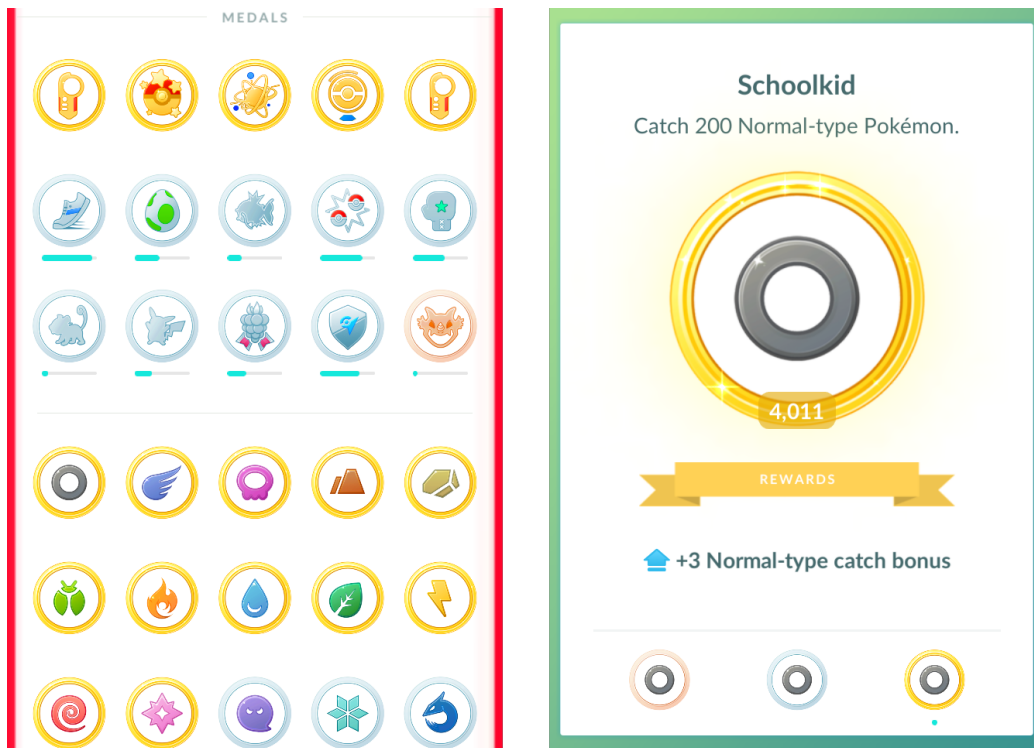 MEDALS
Schoolkid
Catch 200 Normal-type Pokémon.
4,011
REWARDS
+3 Normal-type catch bonus